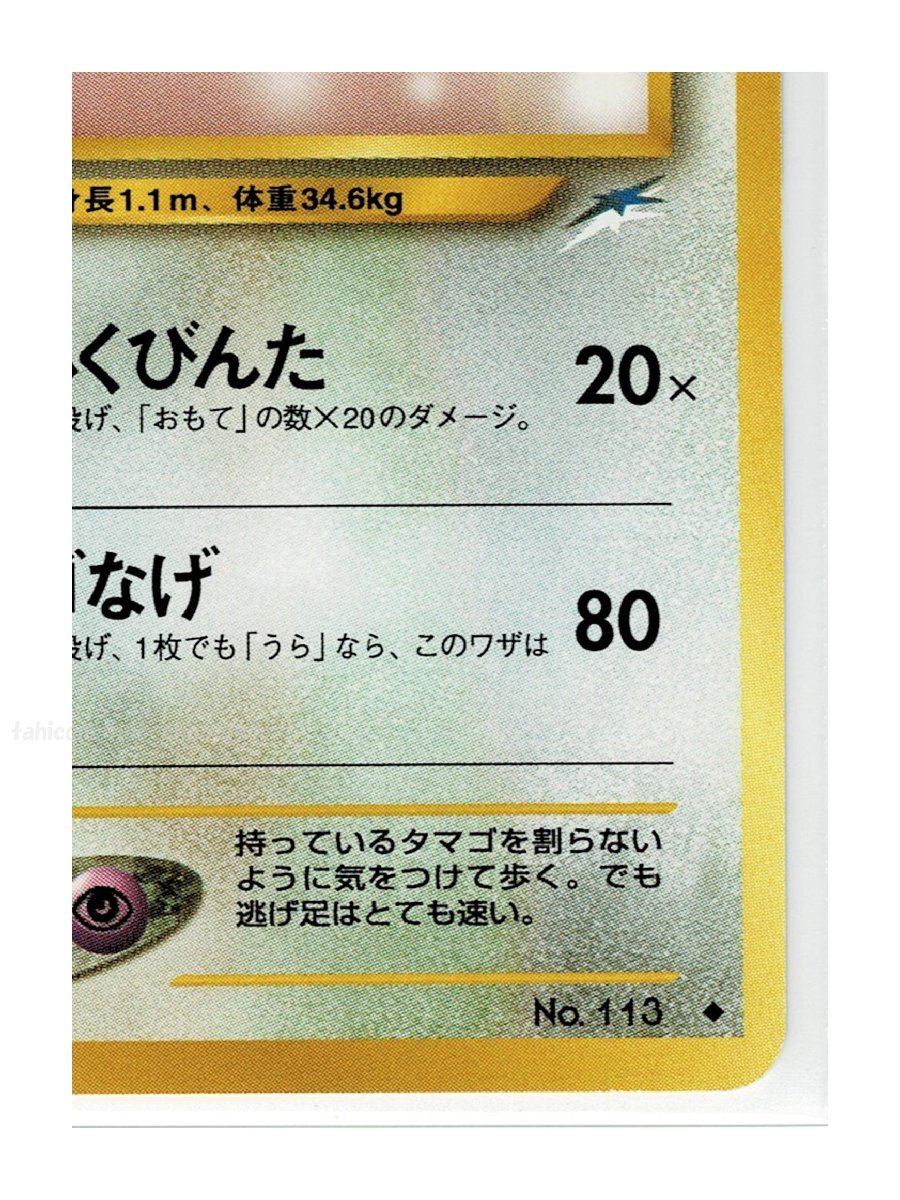 長1.1m、体重34.6kg
くびんた 20×
げ、「おもて」の数×20のダメージ。
なげ 80
げ、1枚でも「うら」なら、このワザは
持っているタマゴを割らない
ように気をつけて歩く。でも
逃げ足はとても速い。
No. 113 ◆